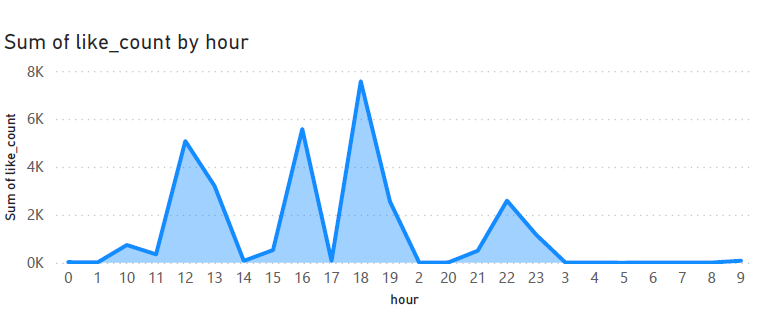 Sum of like_count by hour
8K
6K
4K
2K
0K
Sum of like_count
0 1 10 11 12 13 14 15 16 17 18 19 2 20 21 22 23 3 4 5 6 7 8 9
hour